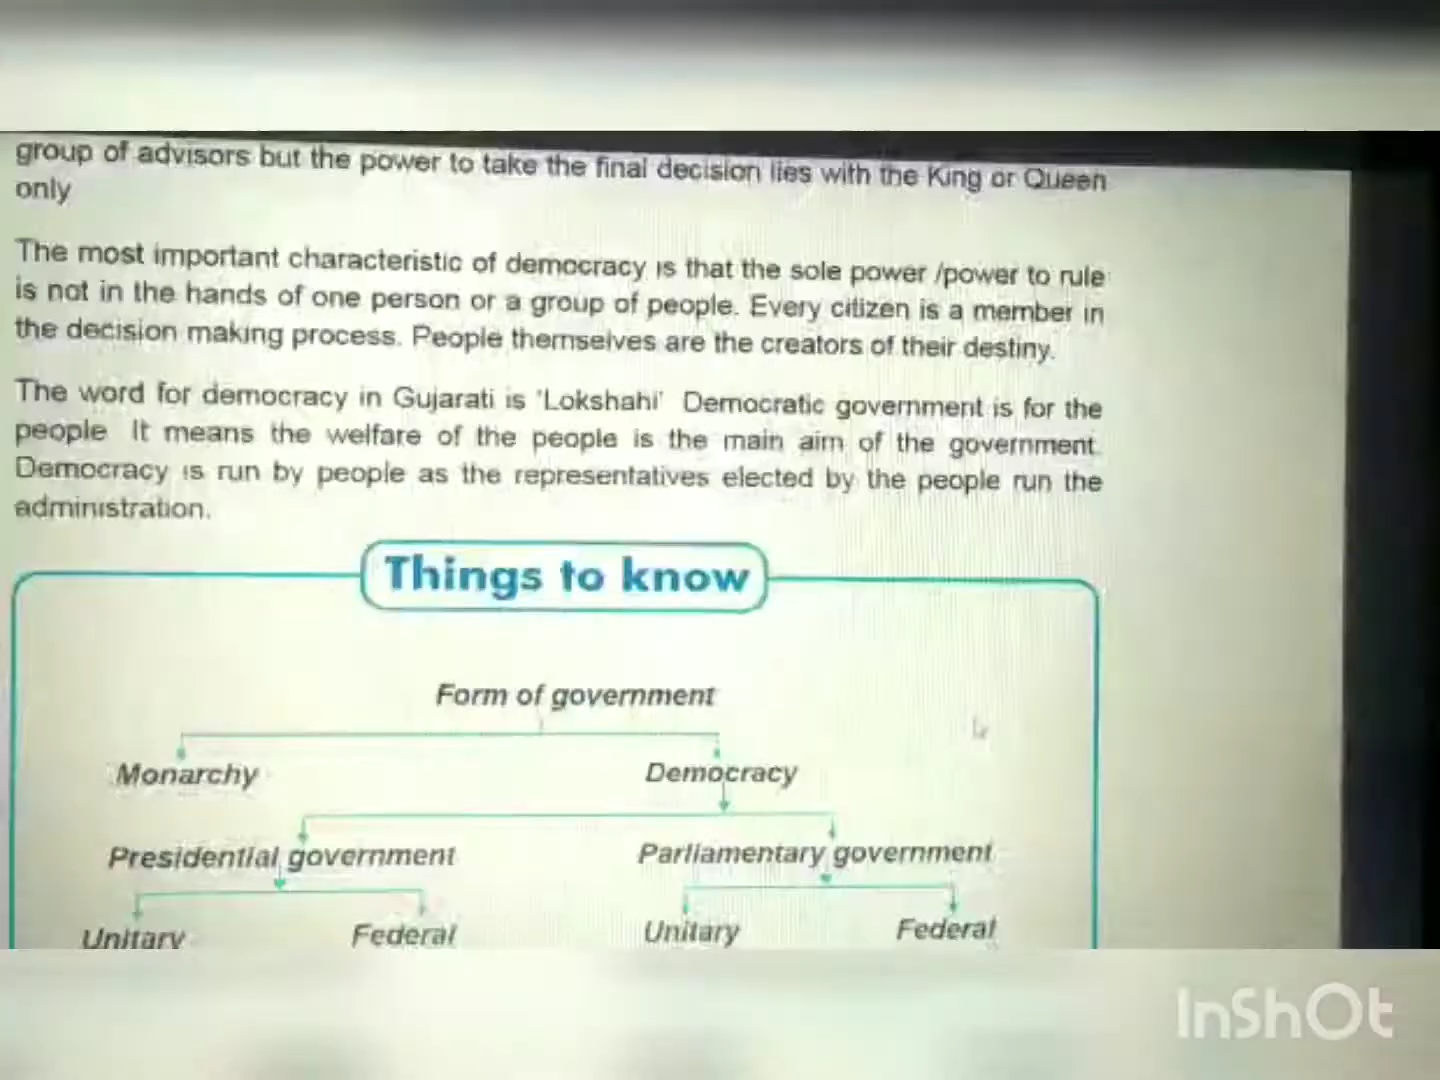 group of advisors but the power to take the final decision lies with the King or Queen
only
The most important characteristic of democracy is that the sole power /power to rule
is not in the hands of one person or a group of people. Every citizen is a member in
the decision making process. People themselves are the creators of their destiny.
The word for democracy in Gujarati is 'Lokshahi' Democratic government is for the
people It means the welfare of the people is the main aim of the government.
Democracy is run by people as the representatives elected by the people run the
administration.
Things to know
Form of government
Monarchy Democracy
Presidential government Parliamentary government
Unitary Federal Unitary Federal
InShOt